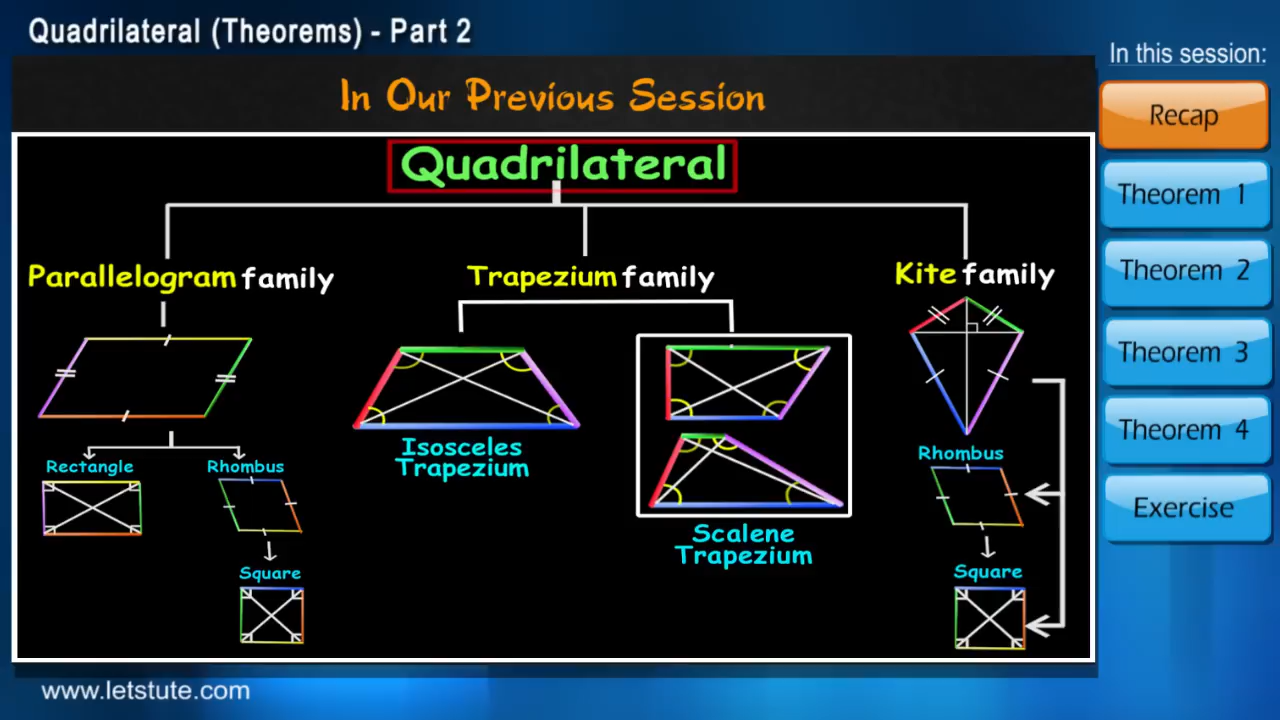 Quadrilateral (Theorems) - Part 2
In this session:
In Our Previous Session
Recap
Quadrilateral
Theorem 1
Theorem 2
Theorem 3
Theorem 4
Exercise
Parallelogram family
Trapezium family
Kite family
Rectangle
Rhombus
Square
Isosceles
Trapezium
Scalene
Trapezium
Rhombus
Square
www.letstute.com